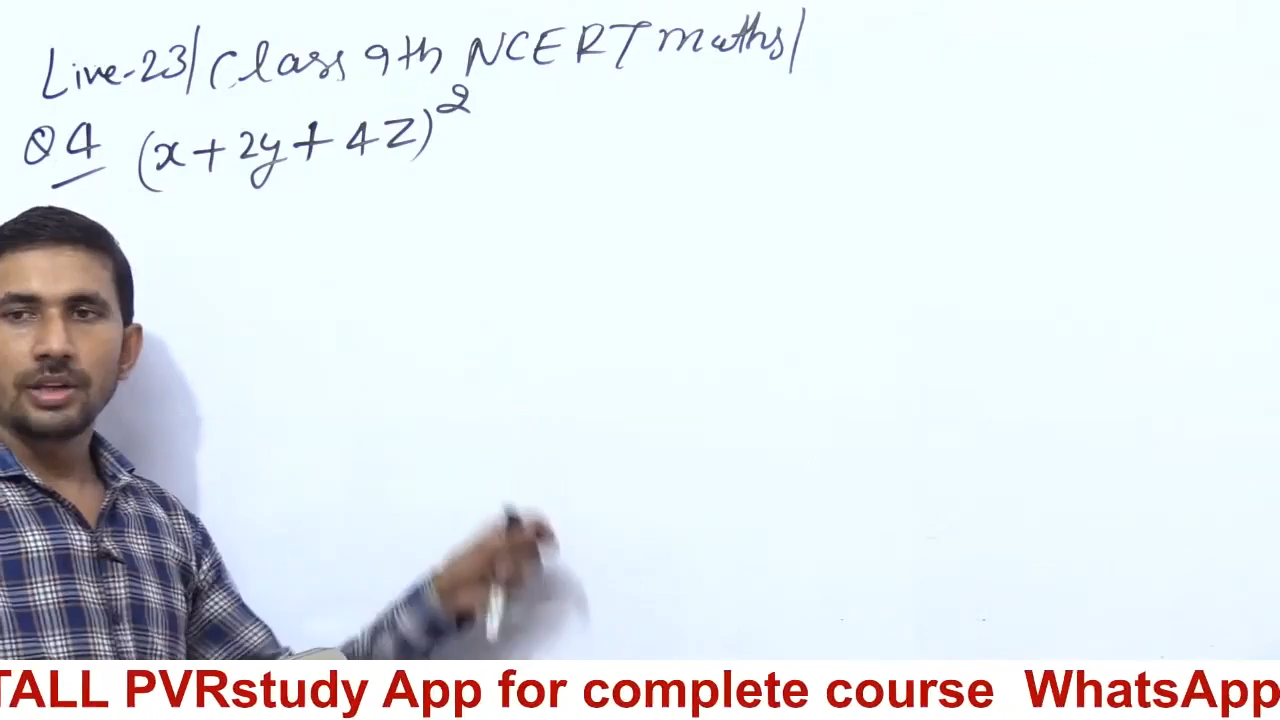 Live-23/Class 9th NCERT maths/
Q4 (x+2y+4z)²
TALL PVRstudy App for complete course WhatsApp